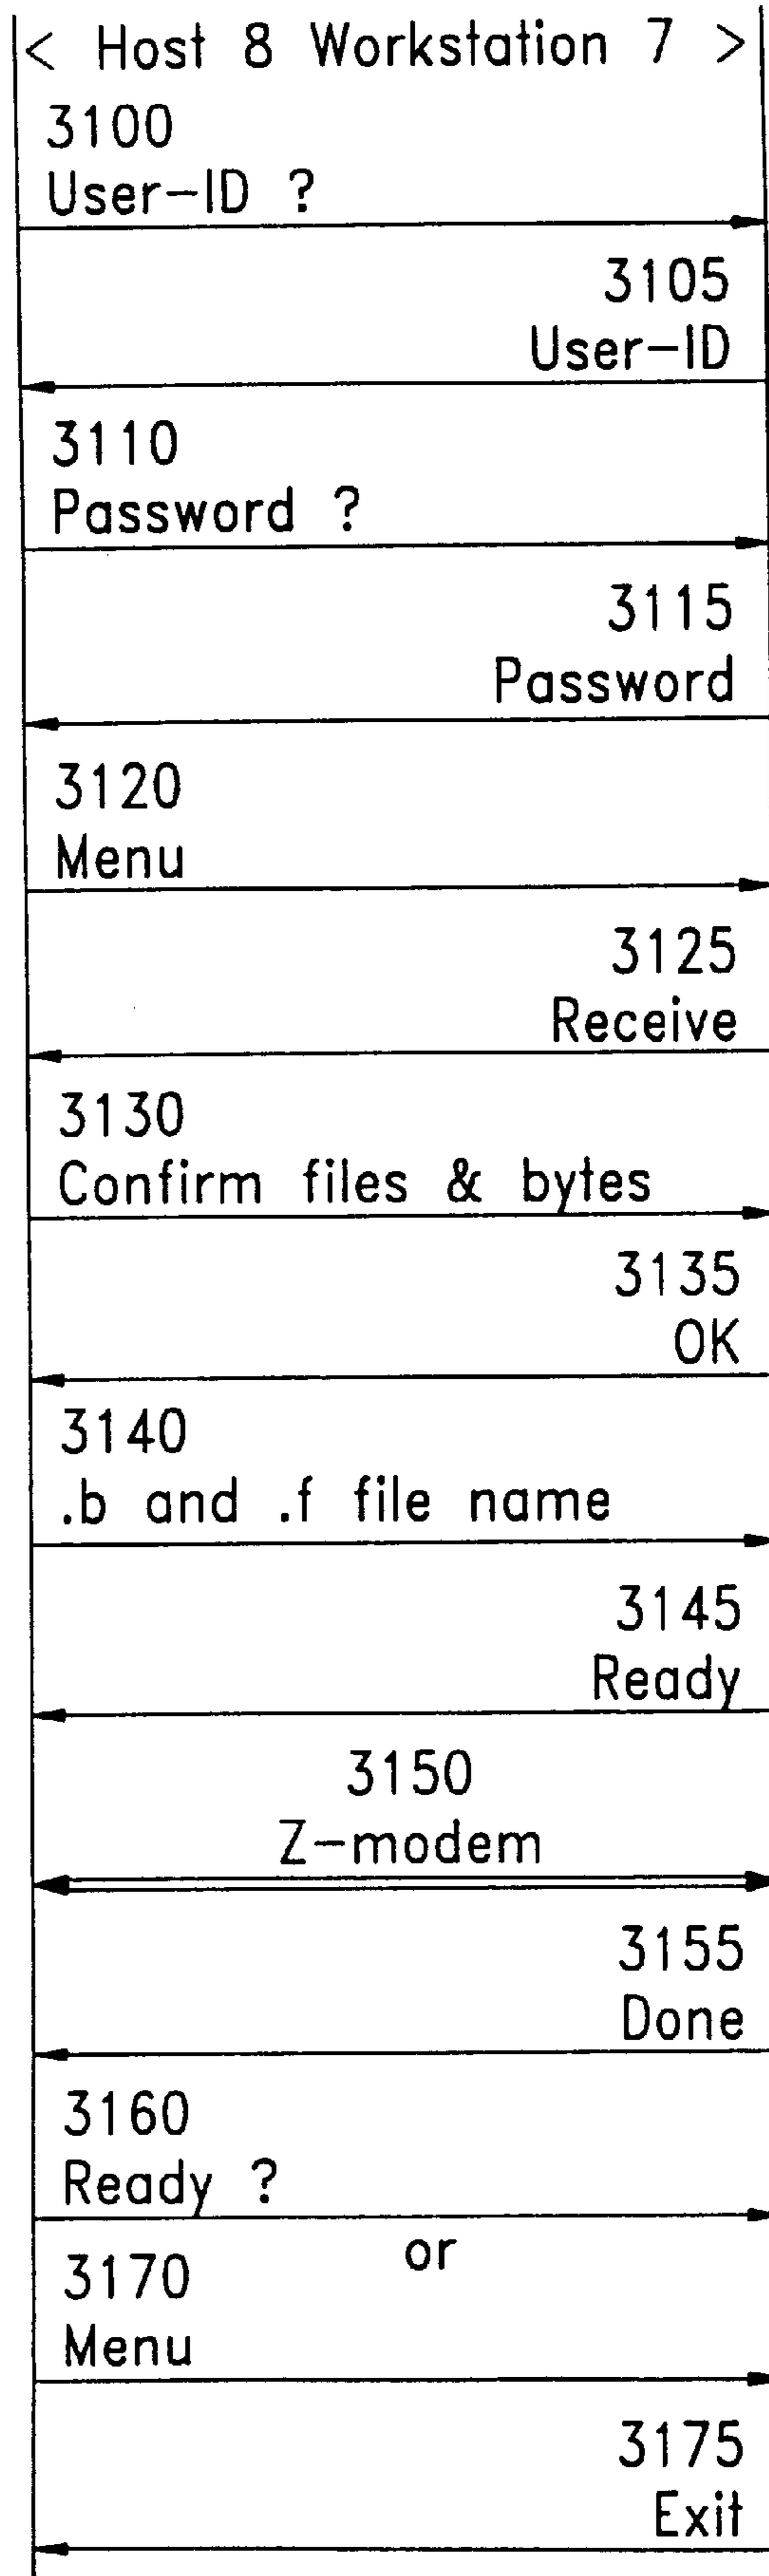 < Host 8 Workstation 7 >
3100
User-ID ?
3105
User-ID
3110
Password ?
3115
Password
3120
Menu
3125
Receive
3130
Confirm files & bytes
3135
OK
3140
.b and .f file name
3145
Ready
3150
Z-modem
3155
Done
3160
Ready ?
or
3170
Menu
3175
Exit